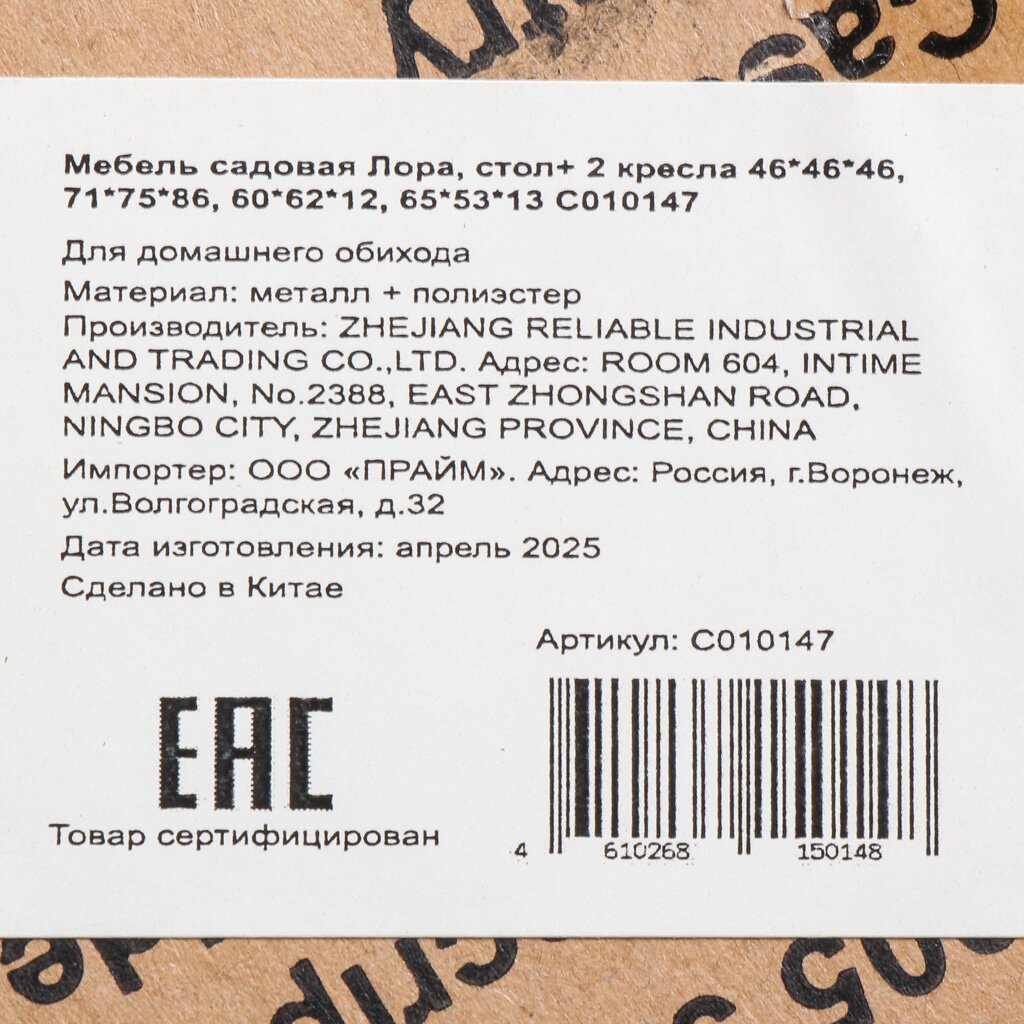 Мебель садовая Лора, стол+ 2 кресла 46*46*46,
71*75*86, 60*62*12, 65*53*13 C010147
Для домашнего обихода
Материал: металл + полиэстер
Производитель: ZHEJIANG RELIABLE INDUSTRIAL
AND TRADING CO.,LTD. Адрес: ROOM 604, INTIME
MANSION, No.2388, EAST ZHONGSHAN ROAD,
NINGBO CITY, ZHEJIANG PROVINCE, CHINA
Импортер: ООО «ПРАЙМ». Адрес: Россия, г.Воронеж,
ул.Волгоградская, д.32
Дата изготовления: апрель 2025
Сделано в Китае
Артикул: C010147
EAC
Товар сертифицирован
4 610268 150148